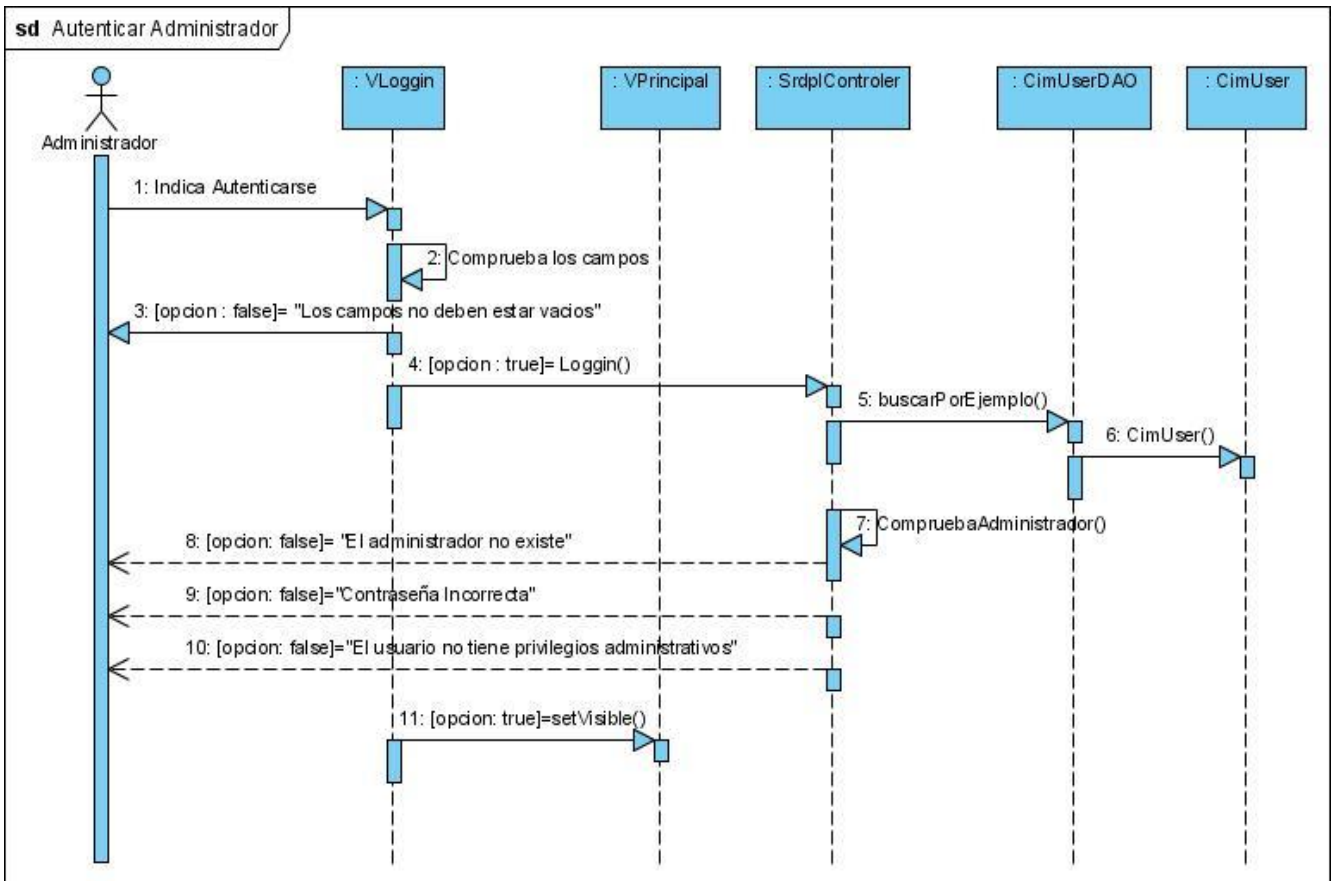 sd Autenticar Administrador
: VLoggin
: VPrincipal
: SrdplControler
: CimUserDAO
: CimUser
Administrador
1: Indica Autenticarse
2: Comprueba los campos
3: [opcion : false]= "Los campos no deben estar vacios"
4: [opcion : true]= Loggin()
5: buscarPorEjemplo()
6: CimUser()
7: CompruebaAdministrador()
8: [opcion: false]= "El administrador no existe"
9: [opcion: false]="Contraseña Incorrecta"
10: [opcion: false]="El usuario no tiene privilegios administrativos"
11: [opcion: true]=setVisible()